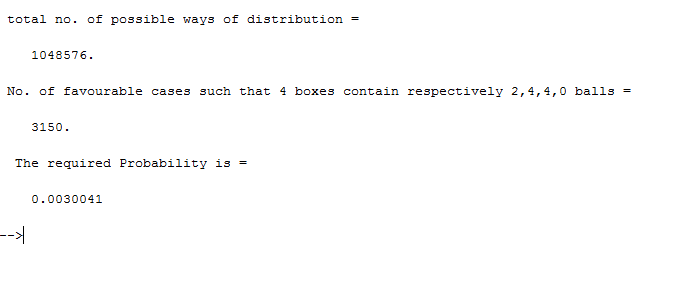 total no. of possible ways of distribution =
1048576.
No. of favourable cases such that 4 boxes contain respectively 2,4,4,0 balls =
3150.
The required Probability is =
0.0030041
-->